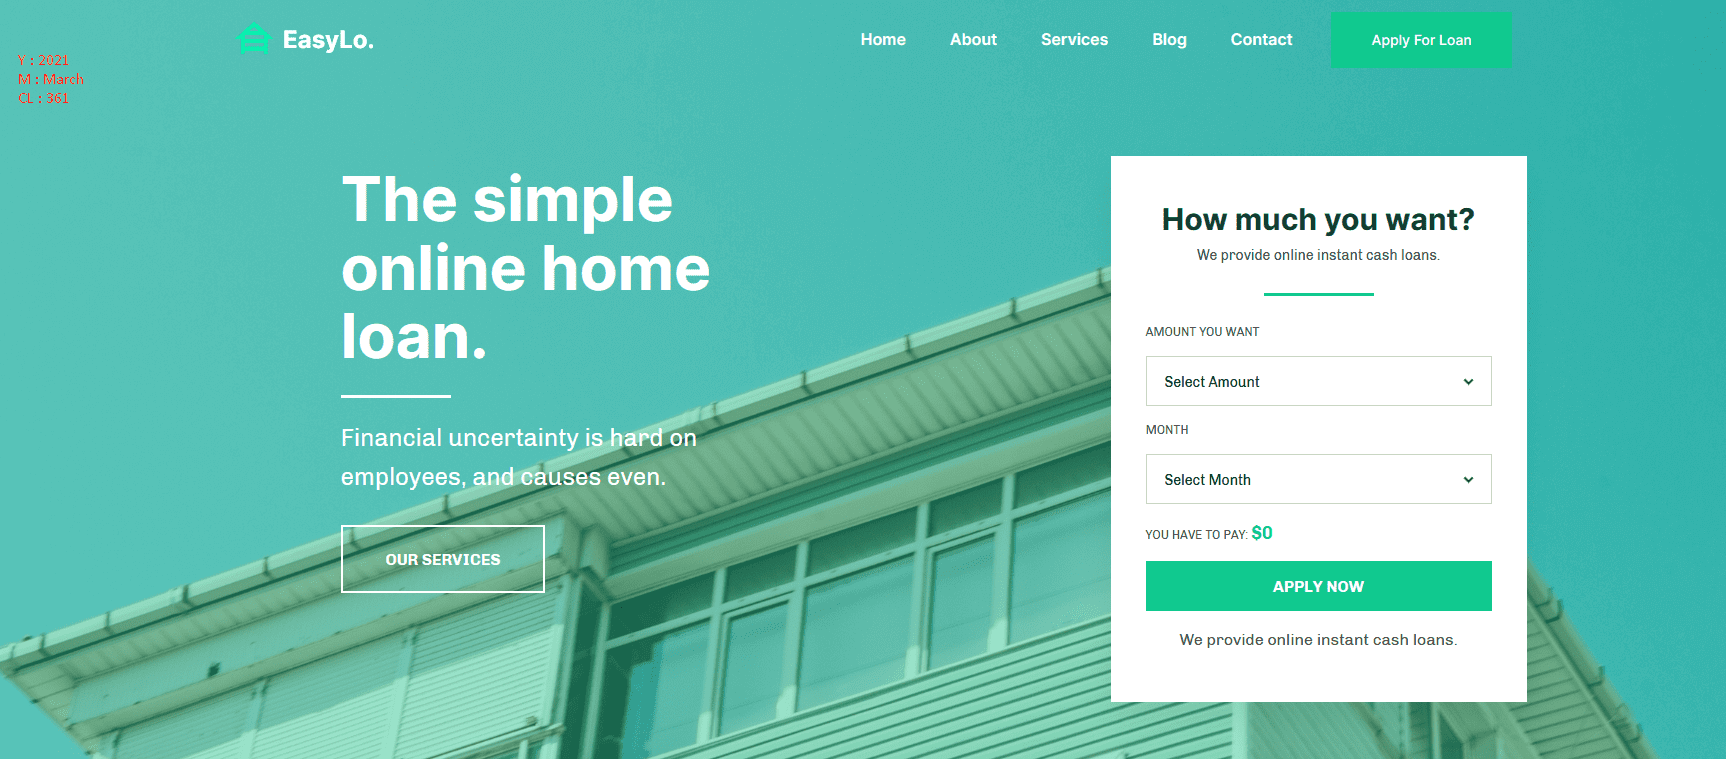 EasyLo.
Home
About
Services
Blog
Contact
Apply For Loan
Y : 2021
M : March
CL : 361
The simple
online home
loan.
Financial uncertainty is hard on
employees, and causes even.
OUR SERVICES
How much you want?
We provide online instant cash loans.
AMOUNT YOU WANT
Select Amount
MONTH
Select Month
YOU HAVE TO PAY: $0
APPLY NOW
We provide online instant cash loans.